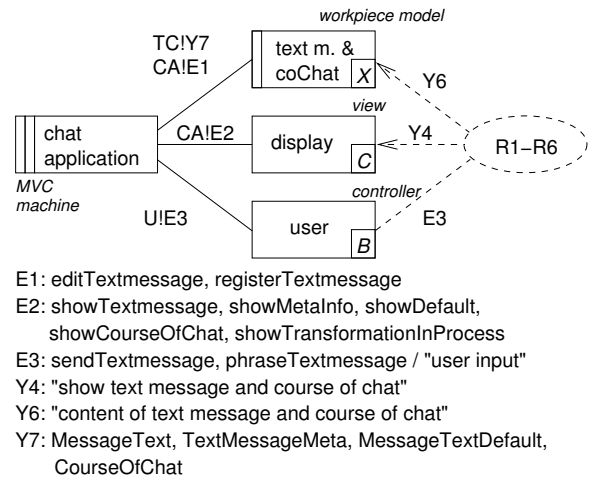 workpiece model
TC!Y7
CA!E1
text m. &
coChat
X
Y6
view
chat
application
CA!E2
display
C
Y4
R1–R6
MVC
machine
controller
U!E3
user
B
E3
E1: editTextmessage, registerTextmessage
E2: showTextmessage, showMetaInfo, showDefault,
showCourseOfChat, showTransformationInProcess
E3: sendTextmessage, phraseTextmessage / "user input"
Y4: "show text message and course of chat"
Y6: "content of text message and course of chat"
Y7: MessageText, TextMessageMeta, MessageTextDefault,
CourseOfChat